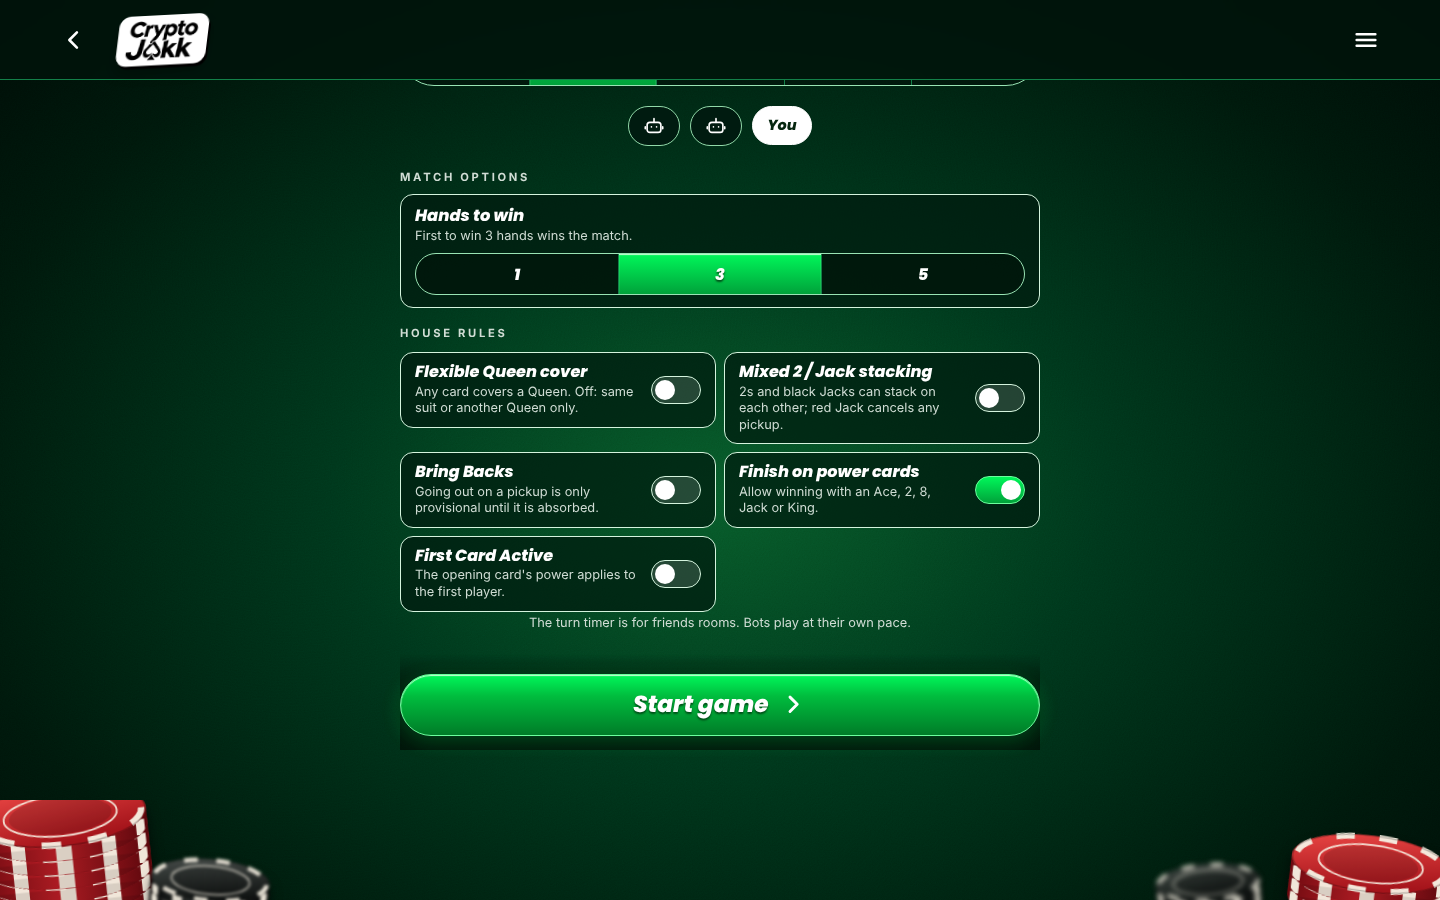 Crypto
Jokk
You
MATCH OPTIONS
Hands to win
First to win 3 hands wins the match.
1 3 5
HOUSE RULES
Flexible Queen cover
Any card covers a Queen. Off: same
suit or another Queen only.
Mixed 2 / Jack stacking
2s and black Jacks can stack on
each other; red Jack cancels any
pickup.
Bring Backs
Going out on a pickup is only
provisional until it is absorbed.
Finish on power cards
Allow winning with an Ace, 2, 8,
Jack or King.
First Card Active
The opening card's power applies to
the first player.
The turn timer is for friends rooms. Bots play at their own pace.
Start game